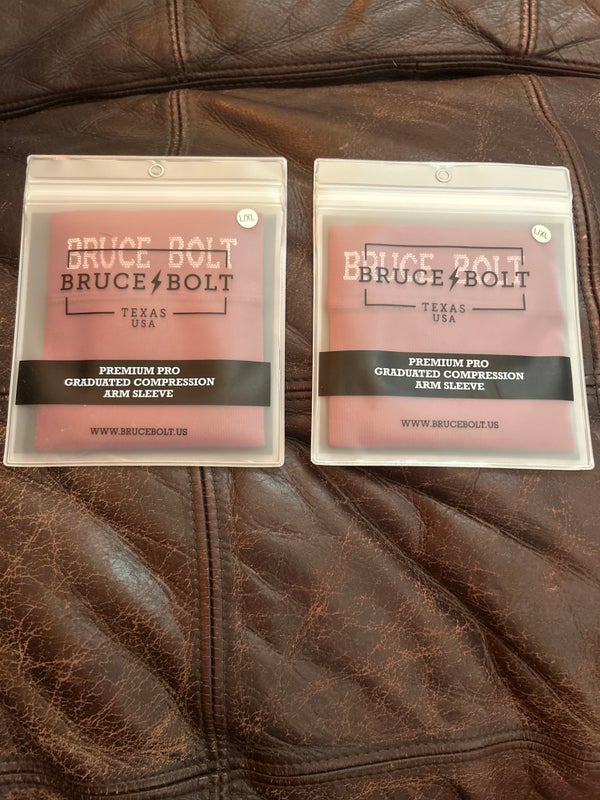 L/XL
BRUCE BOLT
BRUCE BOLT
TEXAS
USA
PREMIUM PRO
GRADUATED COMPRESSION
ARM SLEEVE
WWW.BRUCEBOLT.US
L/XL
BRUCE BOLT
BRUCE BOLT
TEXAS
USA
PREMIUM PRO
GRADUATED COMPRESSION
ARM SLEEVE
WWW.BRUCEBOLT.US